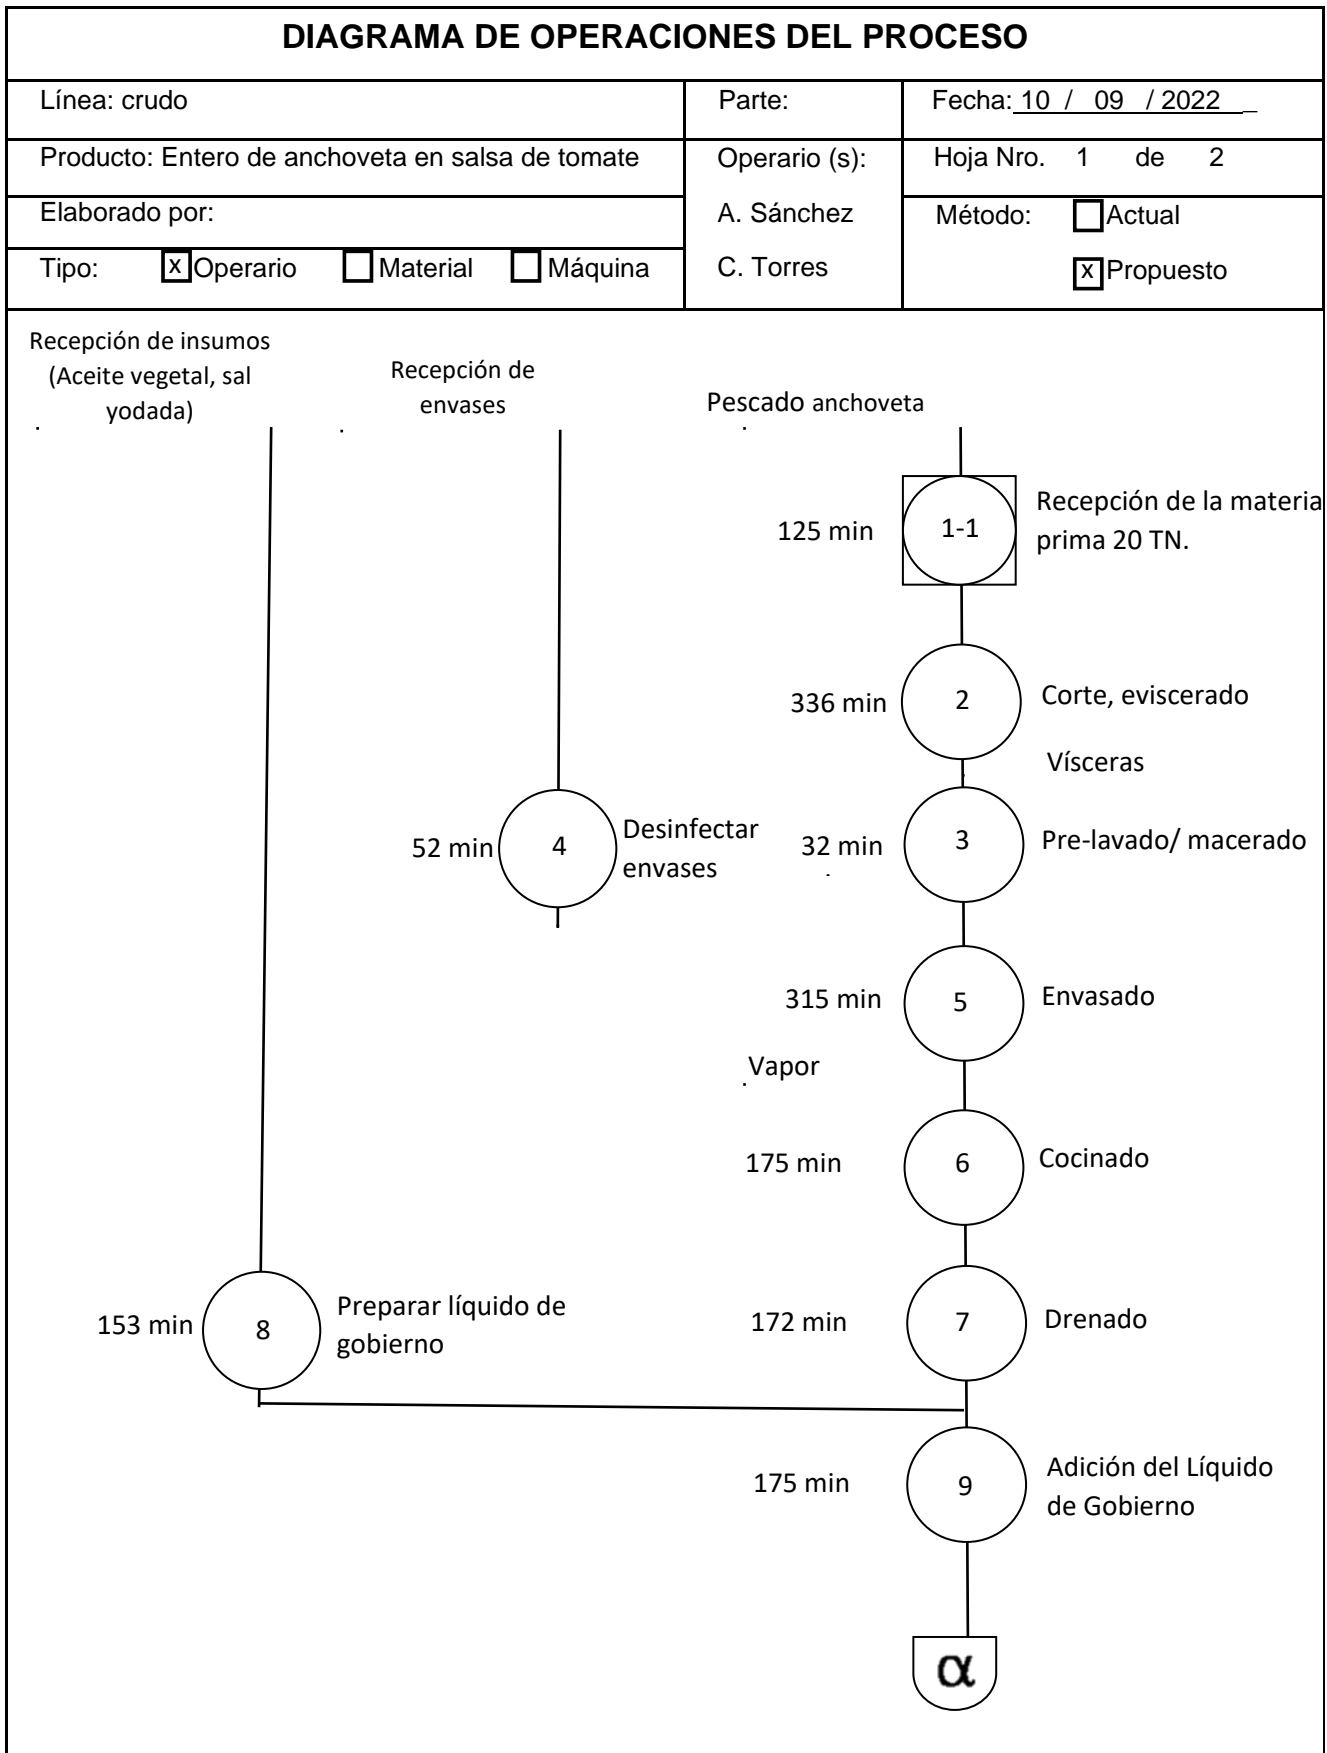 DIAGRAMA DE OPERACIONES DEL PROCESO
Línea: crudo
Parte:
Fecha: 10 / 09 / 2022 _
Producto: Entero de anchoveta en salsa de tomate
Operario (s):
Hoja Nro. 1 de 2
Elaborado por:
A. Sánchez
Método: Actual
Tipo: x Operario Material Máquina
C. Torres
x Propuesto
Recepción de insumos
(Aceite vegetal, sal
yodada)
Recepción de
envases
Pescado anchoveta
125 min
1-1
Recepción de la materia
prima 20 TN.
336 min
2
Corte, eviscerado
Vísceras
52 min
4
Desinfectar
envases
32 min
3
Pre-lavado/ macerado
315 min
5
Envasado
Vapor
175 min
6
Cocinado
153 min
8
Preparar líquido de
gobierno
172 min
7
Drenado
175 min
9
Adición del Líquido
de Gobierno
α